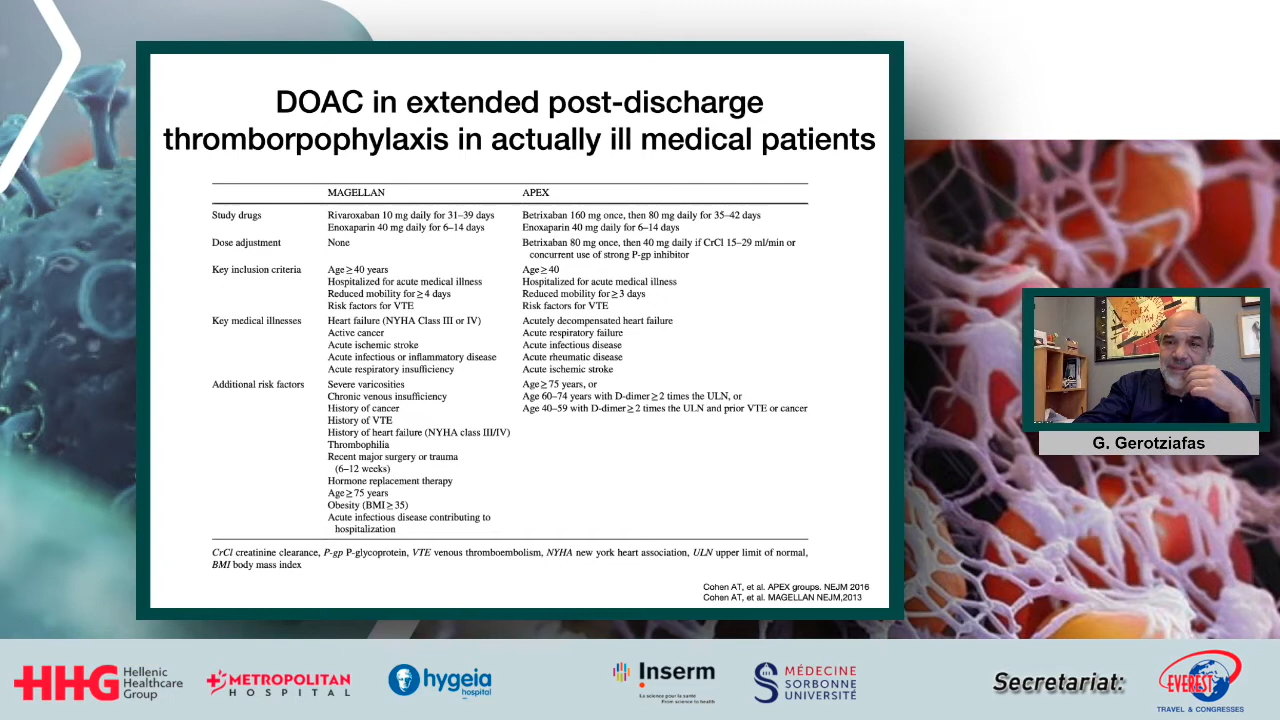 DOAC in extended post-discharge
thromborpophylaxis in actually ill medical patients
MAGELLAN APEX
Study drugs Rivaroxaban 10 mg daily for 31–39 days Betrixaban 160 mg once, then 80 mg daily for 35–42 days
Enoxaparin 40 mg daily for 6–14 days Enoxaparin 40 mg daily for 6–14 days
Dose adjustment None Betrixaban 80 mg once, then 40 mg daily if CrCl 15–29 ml/min or
concurrent use of strong P-gp inhibitor
Key inclusion criteria Age ≥ 40 years Age ≥ 40
Hospitalized for acute medical illness Hospitalized for acute medical illness
Reduced mobility for ≥ 4 days Reduced mobility for ≥ 3 days
Risk factors for VTE Risk factors for VTE
Key medical illnesses Heart failure (NYHA Class III or IV) Acutely decompensated heart failure
Active cancer Acute respiratory failure
Acute ischemic stroke Acute infectious disease
Acute infectious or inflammatory disease Acute rheumatic disease
Acute respiratory insufficiency Acute ischemic stroke
Additional risk factors Severe varicosities Age ≥ 75 years, or
Chronic venous insufficiency Age 60–74 years with D-dimer ≥ 2 times the ULN, or
History of cancer Age 40–59 with D-dimer ≥ 2 times the ULN and prior VTE or cancer
History of VTE
History of heart failure (NYHA class III/IV)
Thrombophilia
Recent major surgery or trauma
(6–12 weeks)
Hormone replacement therapy
Age ≥ 75 years
Obesity (BMI ≥ 35)
Acute infectious disease contributing to
hospitalization
CrCl creatinine clearance, P-gp P-glycoprotein, VTE venous thromboembolism, NYHA new york heart association, ULN upper limit of normal,
BMI body mass index
Cohen AT, et al. APEX groups. NEJM 2016
Cohen AT, et al. MAGELLAN NEJM,2013
G. Gerotziafas
HHG Hellenic
Healthcare
Group
METROPOLITAN
HOSPITAL
hygeia
hospital
Inserm
La science pour la santé
From science to health
MÉDECINE
SORBONNE
UNIVERSITÉ
Secretariat:
EVEREST
TRAVEL & CONGRESSES